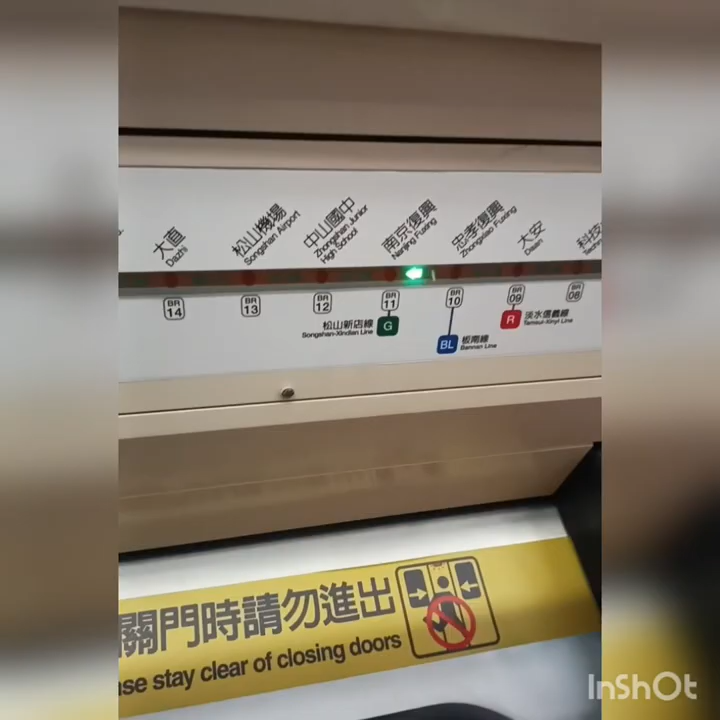 大直
Dazhi
松山機場
Songshan Airport
中山國中
Zhongshan Junior
High School
南京復興
Nanjing Fuxing
忠孝復興
Zhongxiao Fuxing
大安
Daan
科技
BR
14
BR
13
BR
12
BR
11
BR
10
BR
09
BR
08
松山新店線
Songshan-Xindian Line
G
BL
板南線
Bannan Line
R
淡水信義線
Tamsui-Xinyi Line
關門時請勿進出
stay clear of closing doors
InShOt